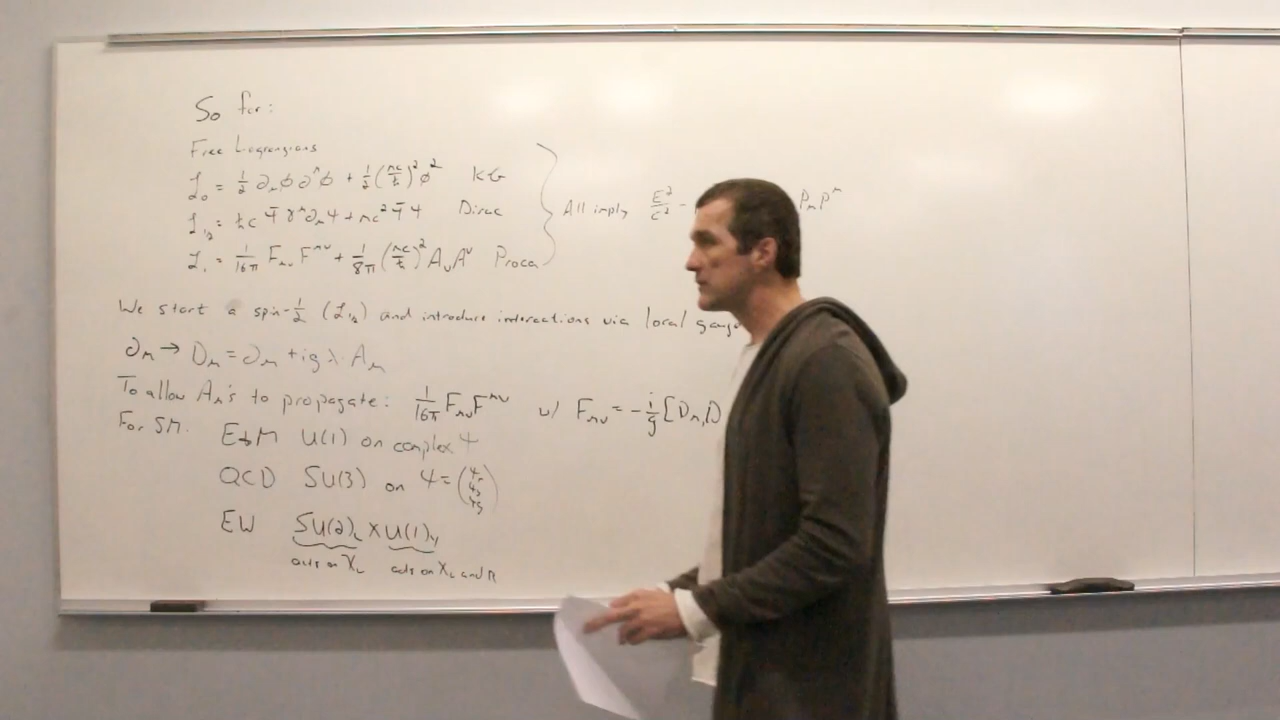 So far:
Free Lagrangians
ℒ₀ = ½ ∂_μ ϕ ∂^μ ϕ + ½ (mc/ħ)² ϕ² KG
ℒ_½ = ħc Ψ̄ γ^μ ∂_μ Ψ + mc² Ψ̄ Ψ Dirac
ℒ₁ = 1/16π F_μν F^μν + 1/8π (mc/ħ)² A_ν A^ν Proca
All imply E²/c² - P_μ P^μ
We start a spin-½ (ℒ_½) and introduce interactions via local gauge
∂_μ → D_μ = ∂_μ + ig λ A_μ
To allow A_μ's to propagate: 1/16π F_μν F^μν w/ F_μν = -i/g [D_μ, D
For SM: E&M U(1) on complex Ψ
QCD SU(3) on Ψ = (Ψ_r Ψ_b Ψ_g)
EW SU(2)_L × U(1)_Y
acts on χ_L acts on χ_L and R